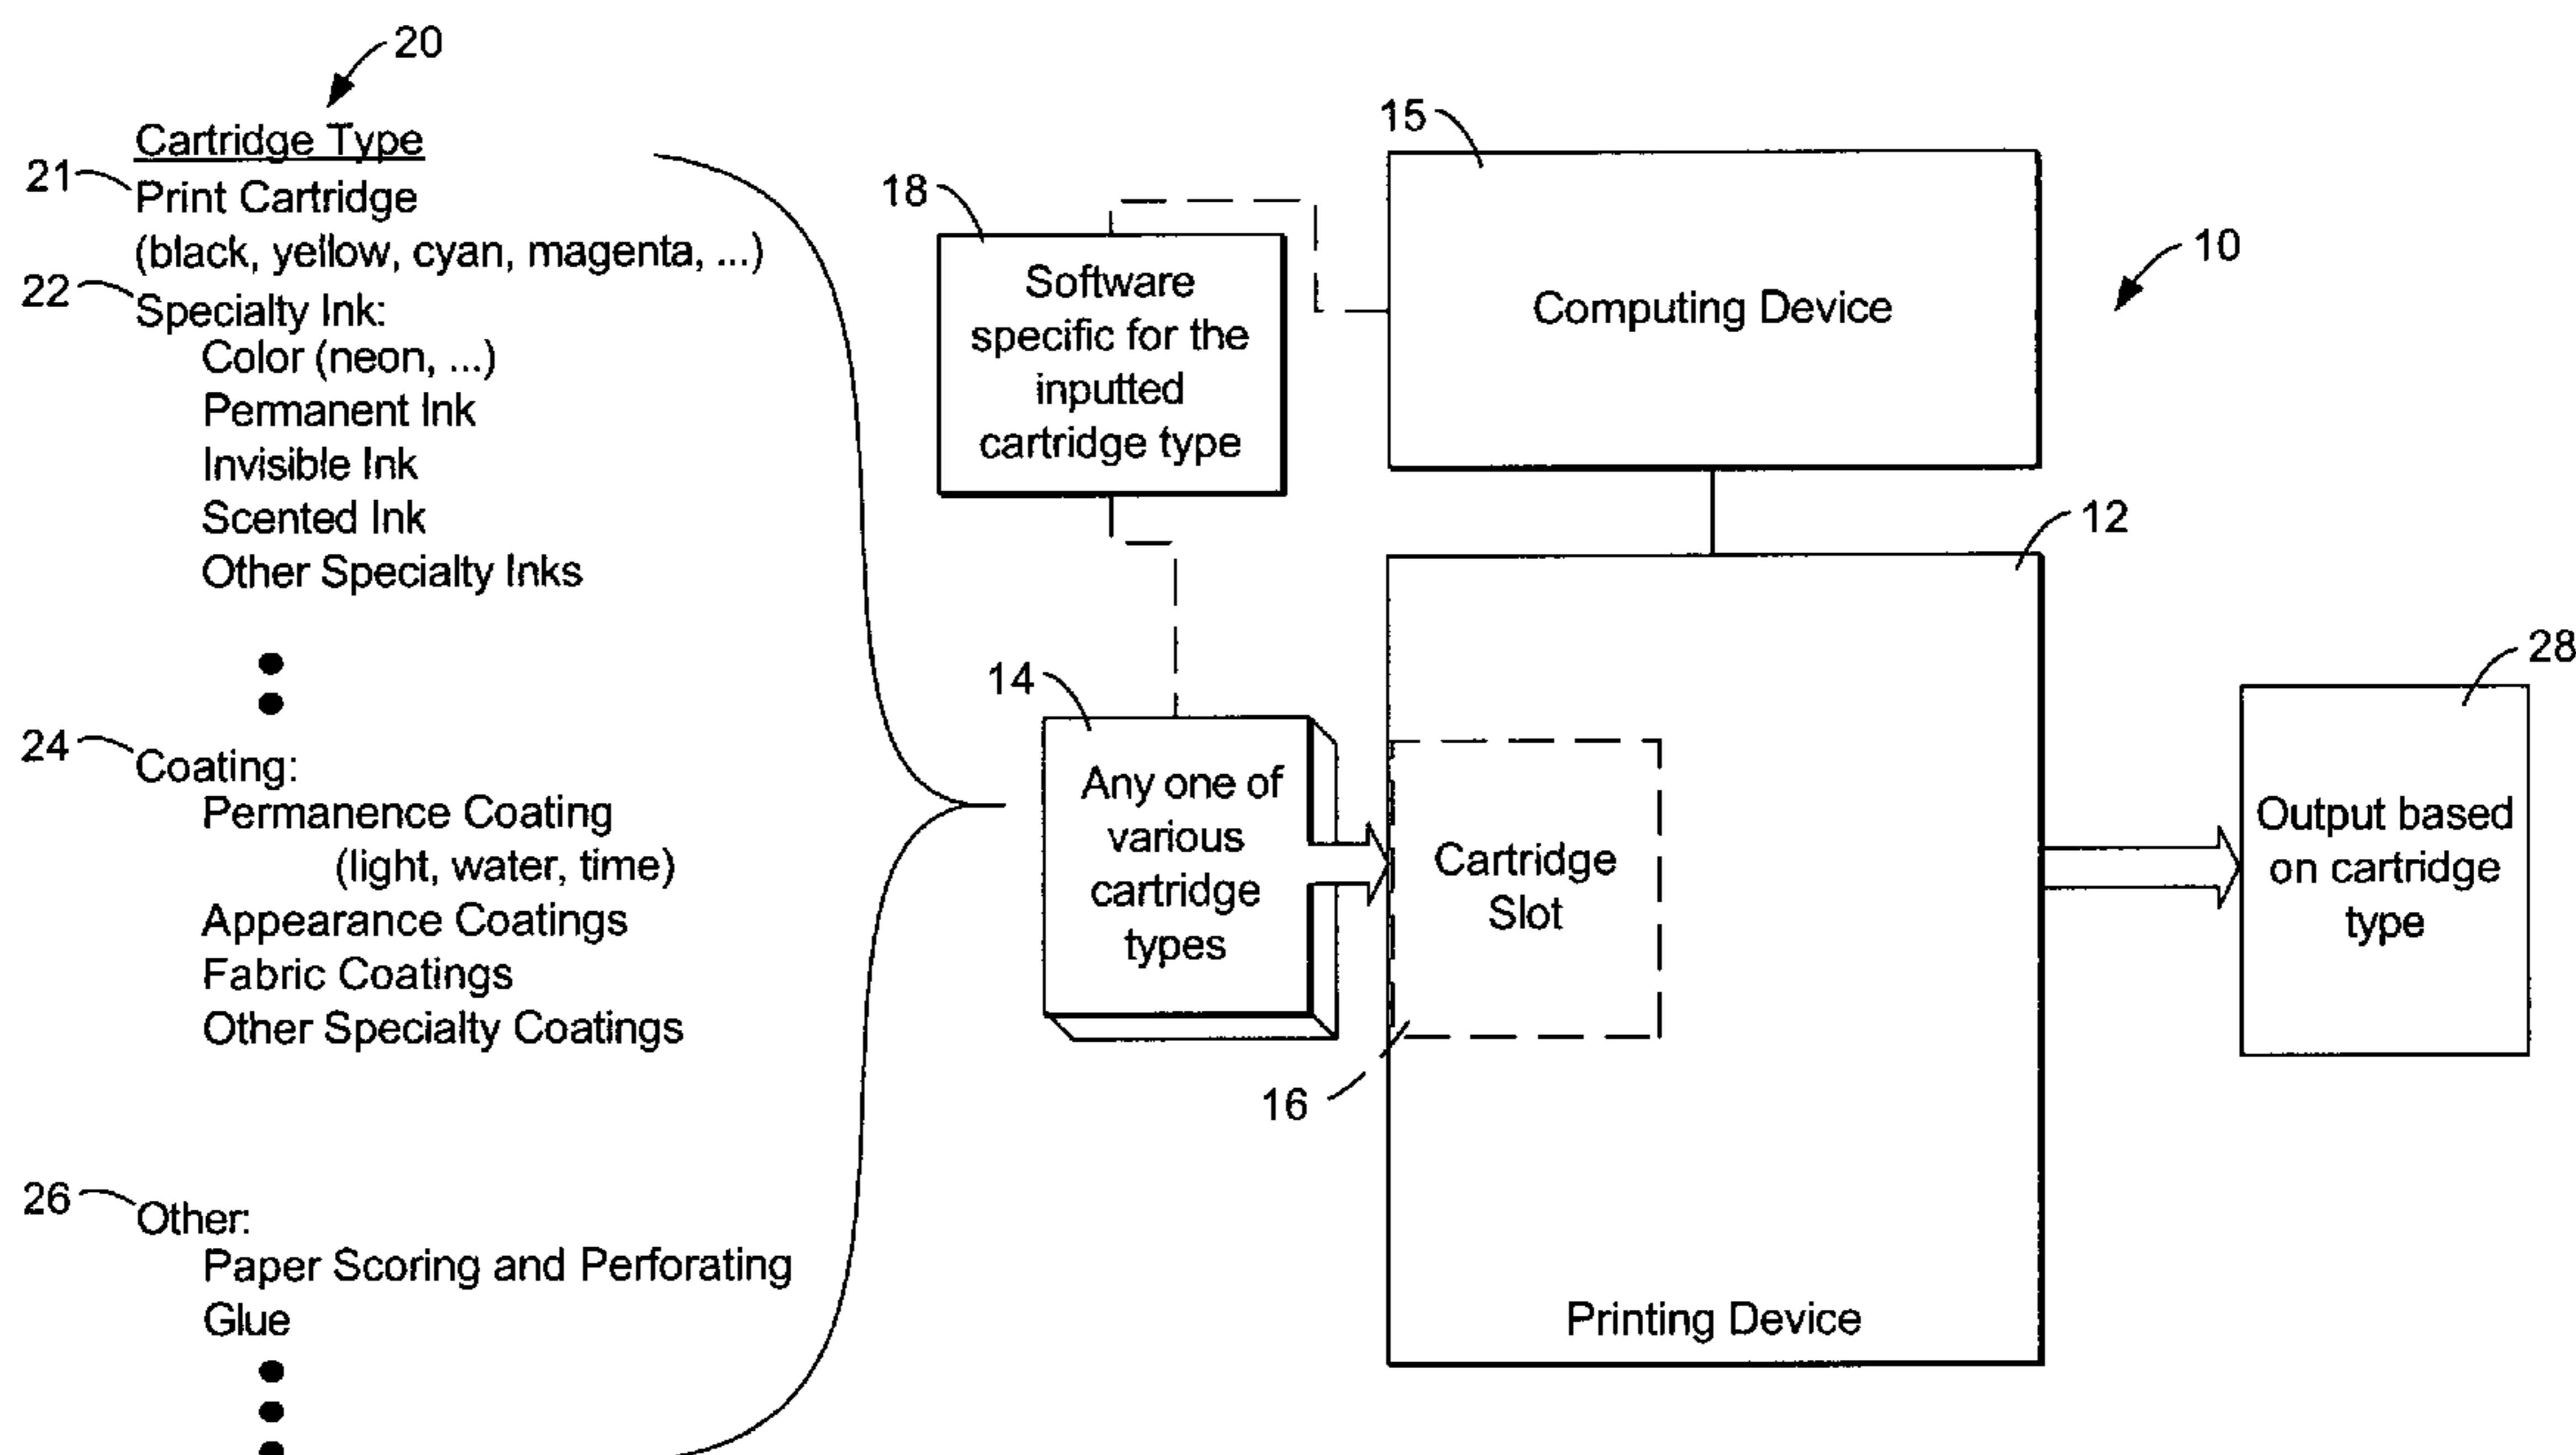 20
Cartridge Type
21
Print Cartridge
(black, yellow, cyan, magenta, ...)
22
Specialty Ink:
Color (neon, ...)
Permanent Ink
Invisible Ink
Scented Ink
Other Specialty Inks
24
Coating:
Permanence Coating
(light, water, time)
Appearance Coatings
Fabric Coatings
Other Specialty Coatings
26
Other:
Paper Scoring and Perforating
Glue
18
Software
specific for the
inputted
cartridge type
15
Computing Device
10
12
14
Any one of
various
cartridge
types
Cartridge
Slot
16
Printing Device
28
Output based
on cartridge
type